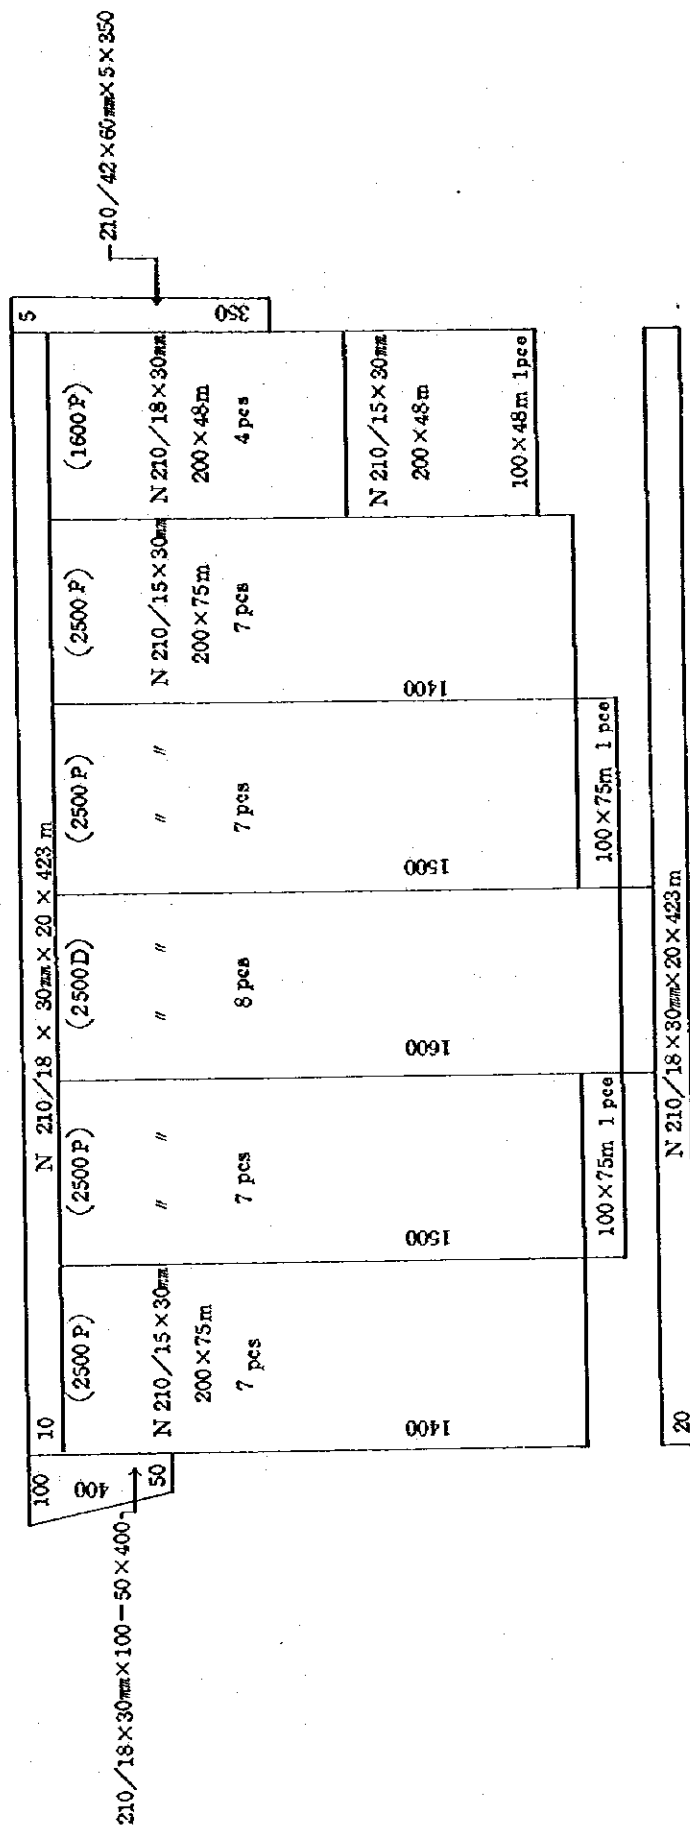 210/18×30mm×100-50×400
210/42×60mm×5×350
N 210/18 × 30mm × 20 × 423 m
100
400
50
10
5
350
(2500P)
N 210/15×30mm
200×75m
7 pcs
1400
(2500P)
〃 〃
7 pcs
1500
100×75m 1 pce
(2500D)
〃 〃
8 pcs
1600
(2500P)
〃 〃
7 pcs
1500
100×75m 1 pce
(2500P)
N 210/15×30mm
200×75m
7 pcs
1400
(1600P)
N 210/18×30mm
200×48m
4 pcs
N 210/15×30mm
200×48m
100×48m 1pce
20
N 210/18×30mm×20×423m